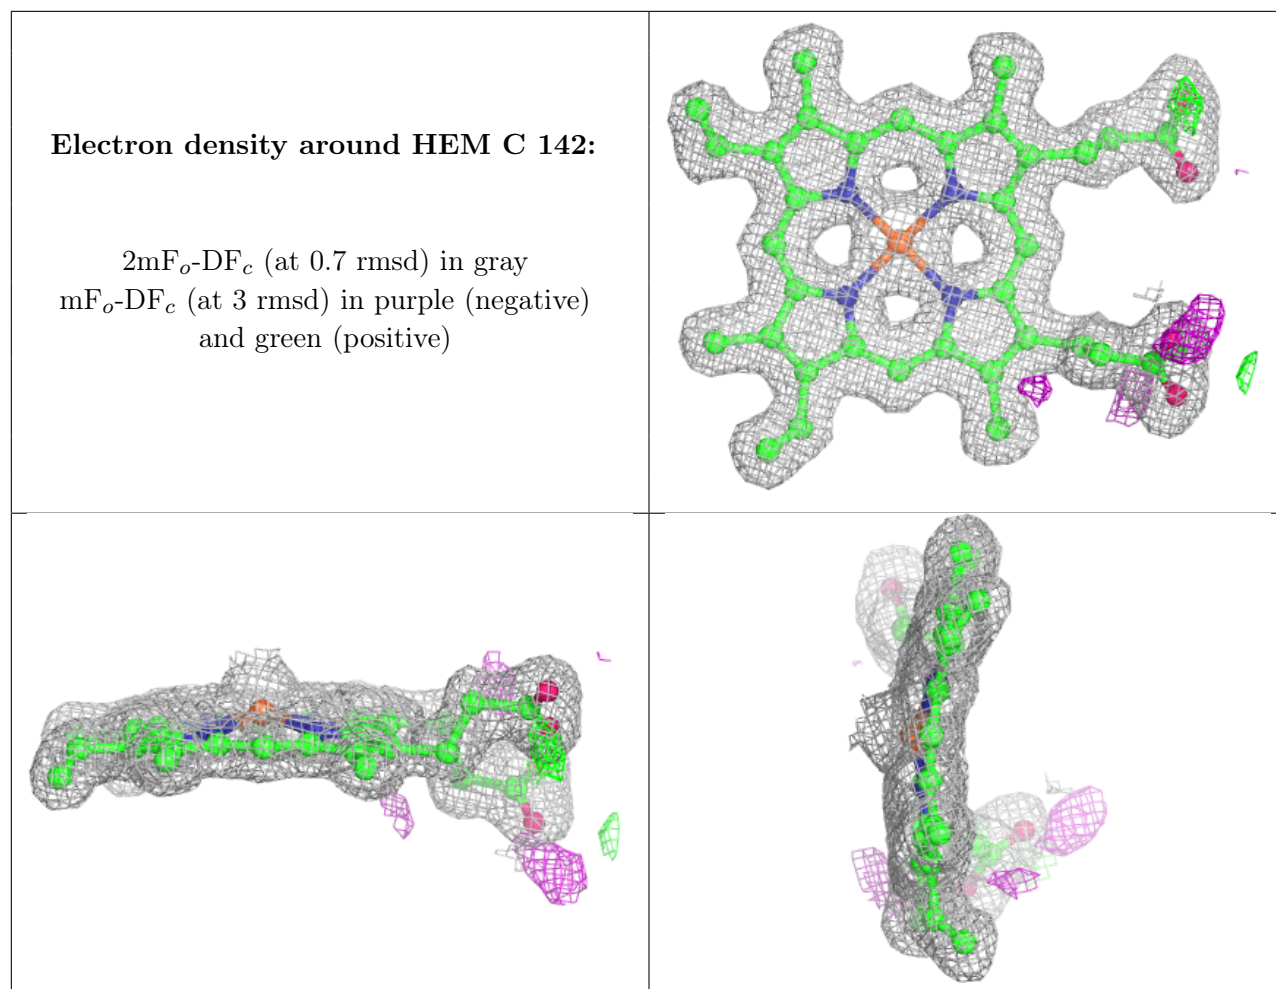 Electron density around HEM C 142:
2mFo-DFc (at 0.7 rmsd) in gray
mFo-DFc (at 3 rmsd) in purple (negative)
and green (positive)